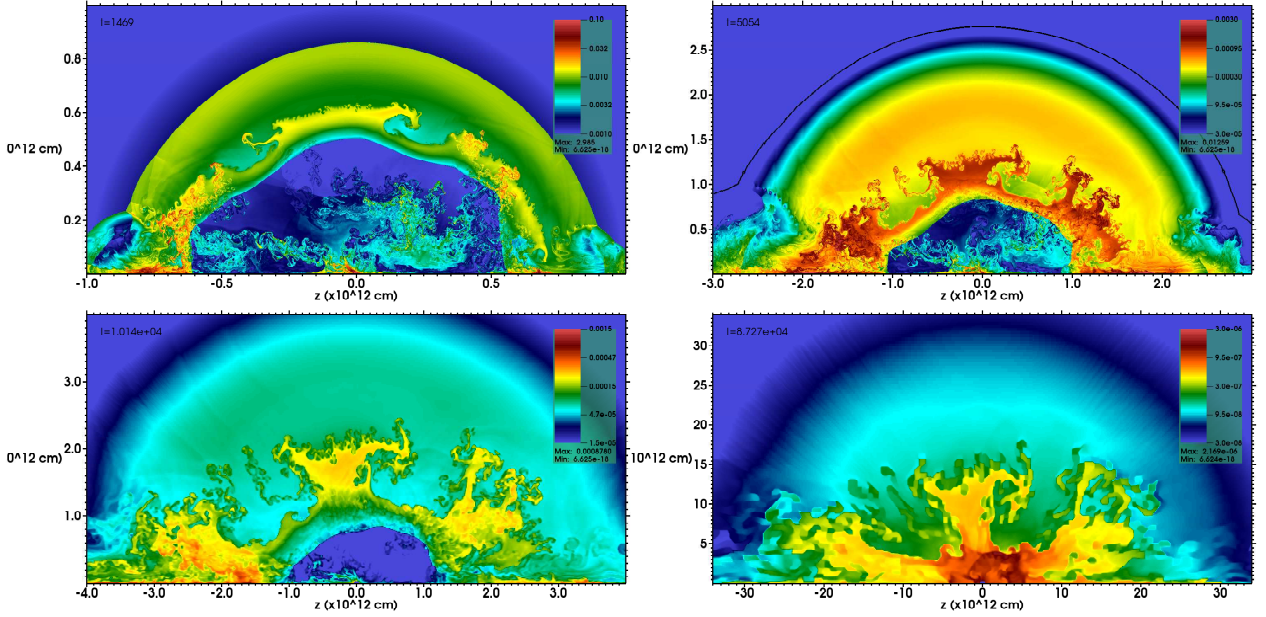 t=1469
0.10
0.032
0.010
0.0032
0.0010
Max: 2.965
Min: 6.625e-18
0.8
0.6
0.4
0.2
0^12 cm)
-1.0
-0.5
0.0
0.5
z (x10^12 cm)
t=5054
0.0030
0.00095
0.00030
9.5e-05
3.0e-05
Max: 0.01259
Min: 6.625e-18
2.5
2.0
1.5
1.0
0.5
0^12 cm)
-3.0
-2.0
-1.0
0.0
1.0
2.0
z (x10^12 cm)
t=1.014e+04
0.0015
0.00047
0.00015
4.7e-05
1.5e-05
Max: 0.0008780
Min: 6.625e-18
3.0
2.0
1.0
0^12 cm)
-4.0
-3.0
-2.0
-1.0
0.0
1.0
2.0
3.0
z (x10^12 cm)
t=8.727e+04
3.0e-06
9.5e-07
3.0e-07
9.5e-08
3.0e-08
Max: 2.169e-06
Min: 6.624e-18
30
25
20
15
10
5
10^12 cm)
-30
-20
-10
0
10
20
30
z (x10^12 cm)